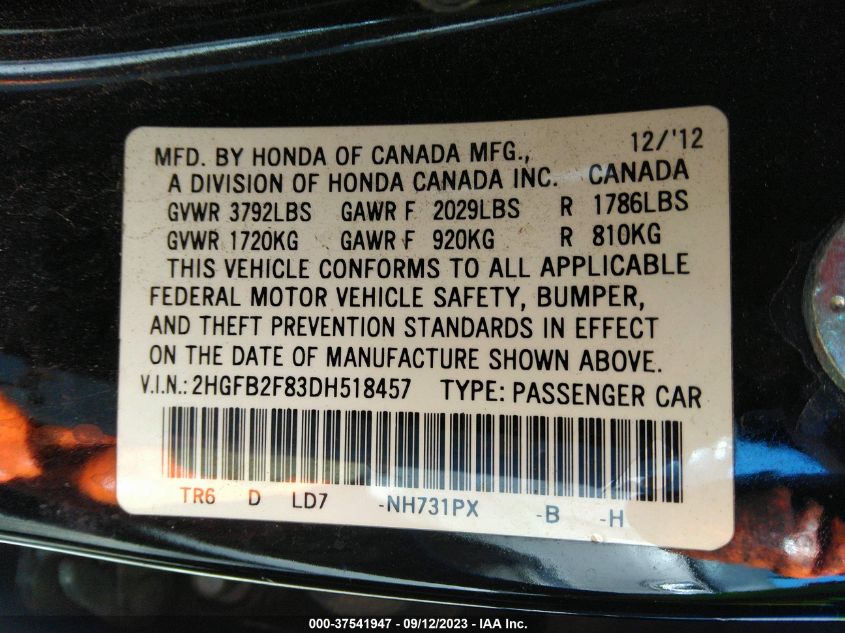 MFD. BY HONDA OF CANADA MFG., 12/'12
A DIVISION OF HONDA CANADA INC. CANADA
GVWR 3792LBS GAWR F 2029LBS R 1786LBS
GVWR 1720KG GAWR F 920KG R 810KG
THIS VEHICLE CONFORMS TO ALL APPLICABLE
FEDERAL MOTOR VEHICLE SAFETY, BUMPER,
AND THEFT PREVENTION STANDARDS IN EFFECT
ON THE DATE OF MANUFACTURE SHOWN ABOVE.
V.I.N.: 2HGFB2F83DH518457 TYPE: PASSENGER CAR
TR6 D LD7 -NH731PX -B -H
000-37541947 - 09/12/2023 - IAA Inc.